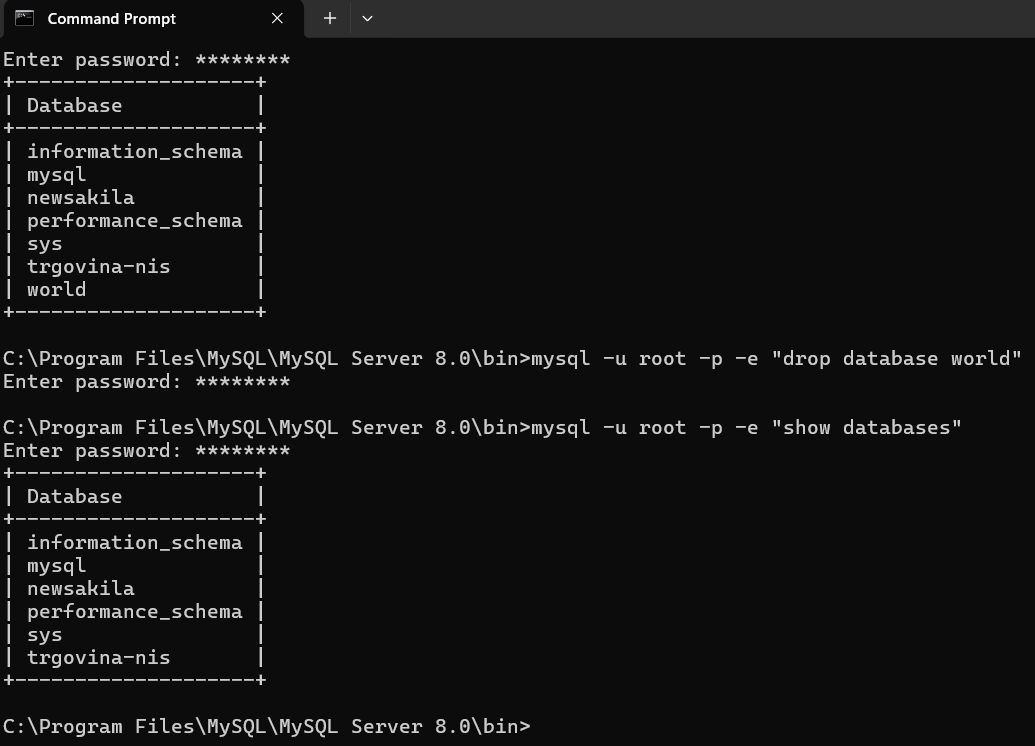 Command Prompt
Enter password: ********
+--------------------+
| Database           |
+--------------------+
| information_schema |
| mysql              |
| newsakila          |
| performance_schema |
| sys                |
| trgovina-nis       |
| world              |
+--------------------+
C:\Program Files\MySQL\MySQL Server 8.0\bin>mysql -u root -p -e "drop database world"
Enter password: ********
C:\Program Files\MySQL\MySQL Server 8.0\bin>mysql -u root -p -e "show databases"
Enter password: ********
+--------------------+
| Database           |
+--------------------+
| information_schema |
| mysql              |
| newsakila          |
| performance_schema |
| sys                |
| trgovina-nis       |
+--------------------+
C:\Program Files\MySQL\MySQL Server 8.0\bin>